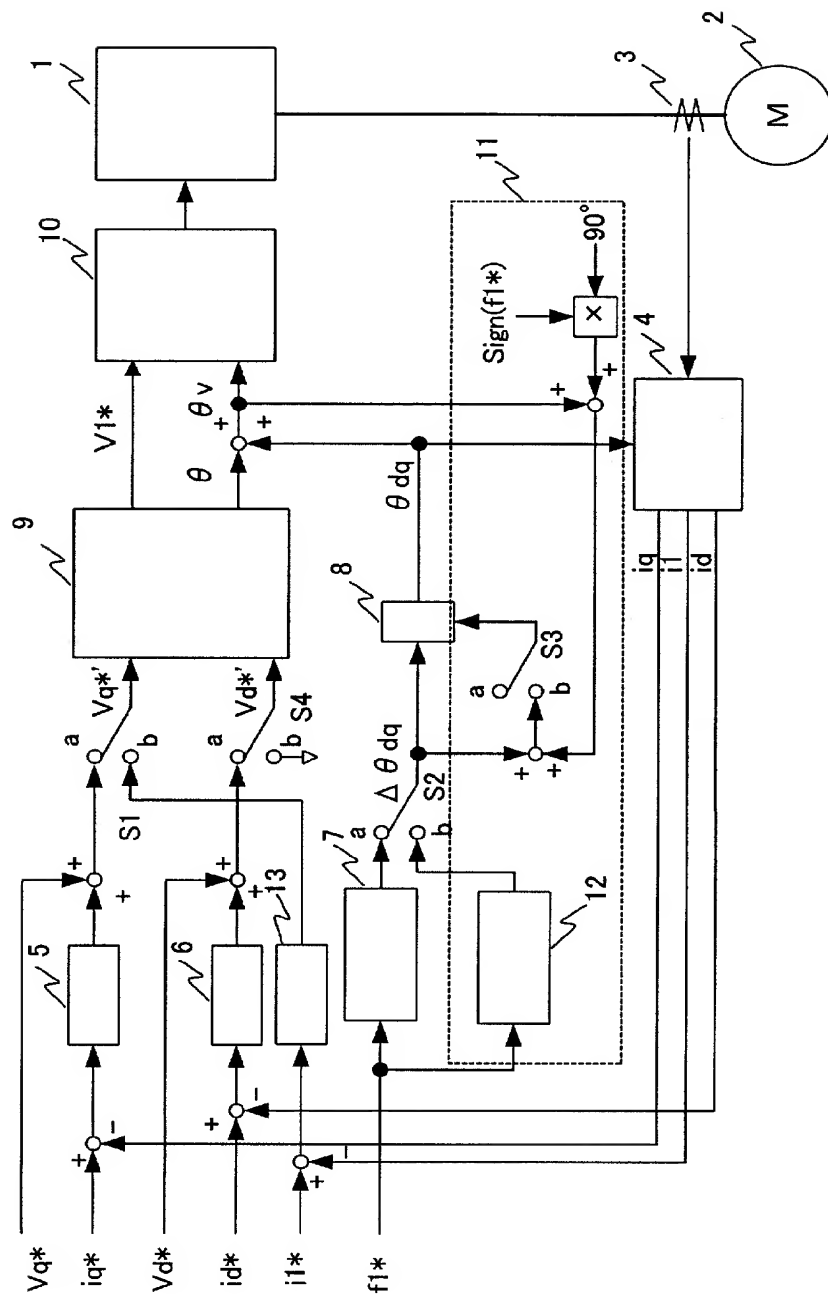 Vq*
iq*
Vd*
id*
i1*
f1*
+
-
+
-
+
-
5
6
13
7
12
+
+
+
+
S1
a
b
Vq*'
a
b
Vd*'
S4
a
b
Δθdq
S2
9
V1*
θ
+
+
θv
10
1
8
θdq
a
b
S3
+
+
11
Sign(f1*)
×
90°
+
+
3
2
M
4
iq
i1
id